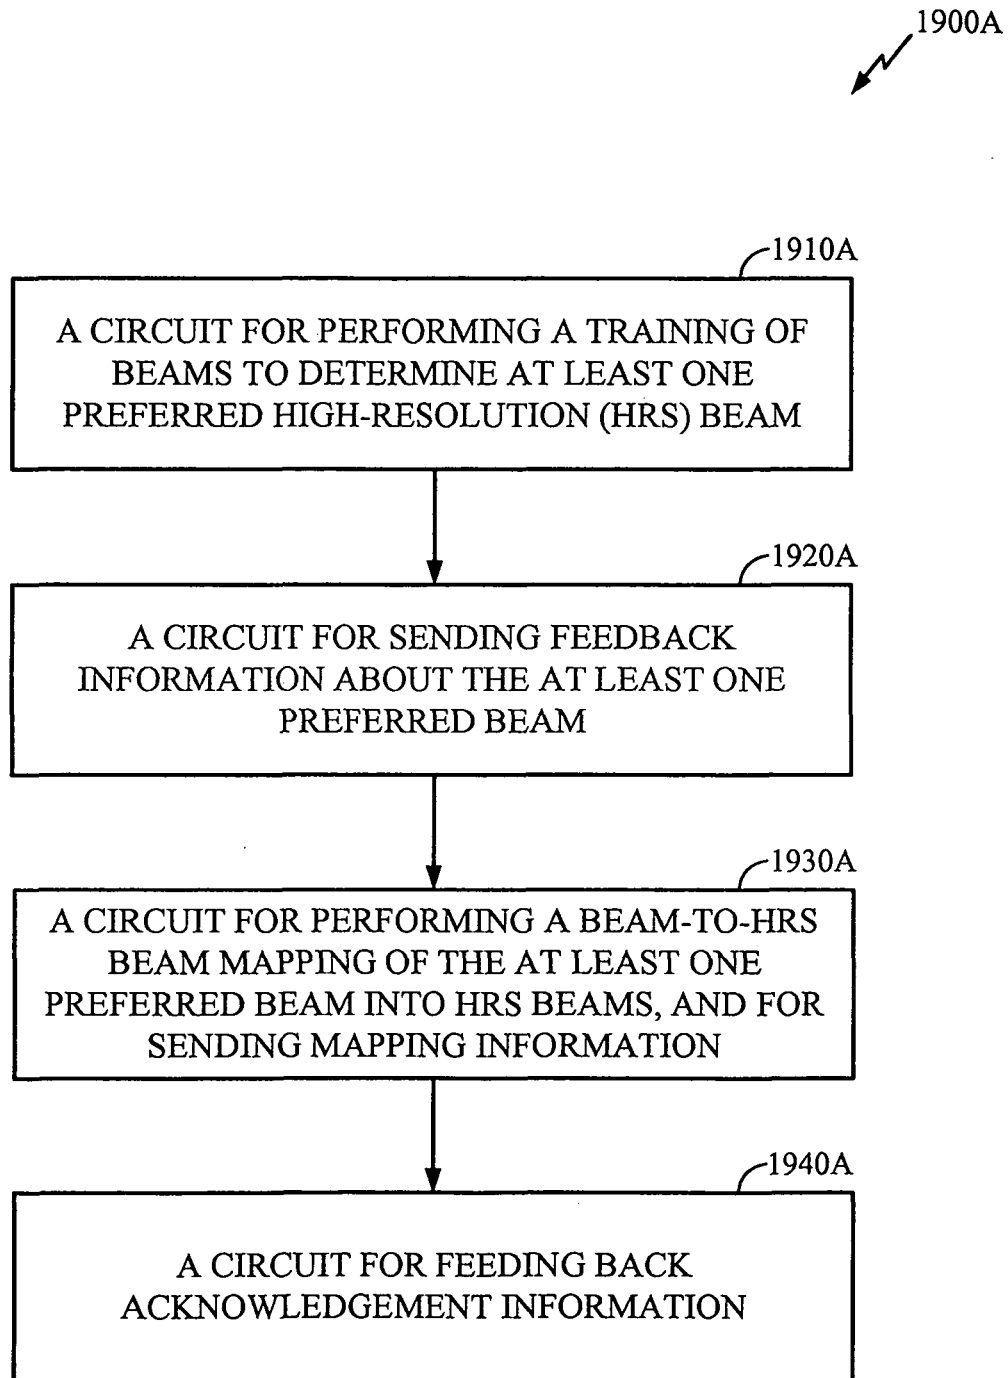 1900A
1910A
A CIRCUIT FOR PERFORMING A TRAINING OF
BEAMS TO DETERMINE AT LEAST ONE
PREFERRED HIGH-RESOLUTION (HRS) BEAM
1920A
A CIRCUIT FOR SENDING FEEDBACK
INFORMATION ABOUT THE AT LEAST ONE
PREFERRED BEAM
1930A
A CIRCUIT FOR PERFORMING A BEAM-TO-HRS
BEAM MAPPING OF THE AT LEAST ONE
PREFERRED BEAM INTO HRS BEAMS, AND FOR
SENDING MAPPING INFORMATION
1940A
A CIRCUIT FOR FEEDING BACK
ACKNOWLEDGEMENT INFORMATION